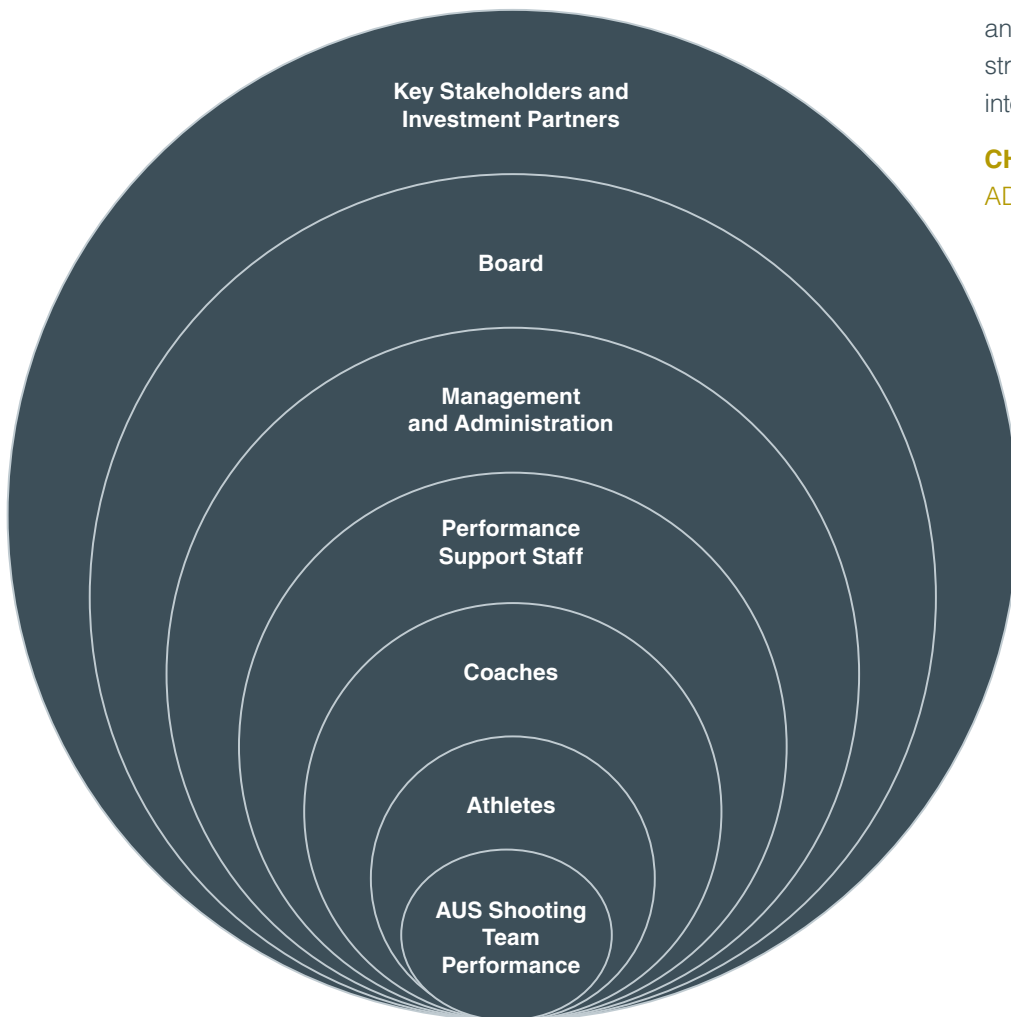 Key Stakeholders and
Investment Partners
Board
Management
and Administration
Performance
Support Staff
Coaches
Athletes
AUS Shooting
Team
Performance
an
str
CH
AD